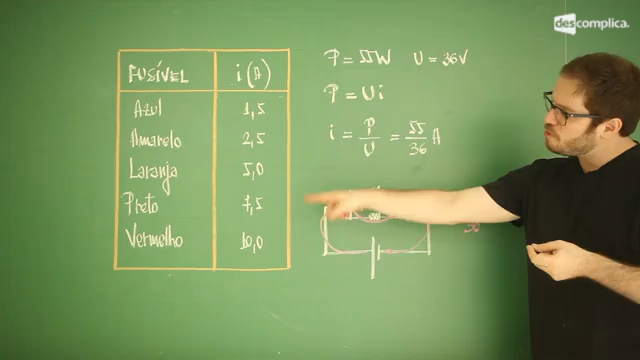 descomplica.
FUSÍVEL i (A)
Azul 1,5
Amarelo 2,5
Laranja 5,0
Preto 7,5
Vermelho 10,0
P = 55W U = 36V
P = Ui
i = P/U = 55/36 A